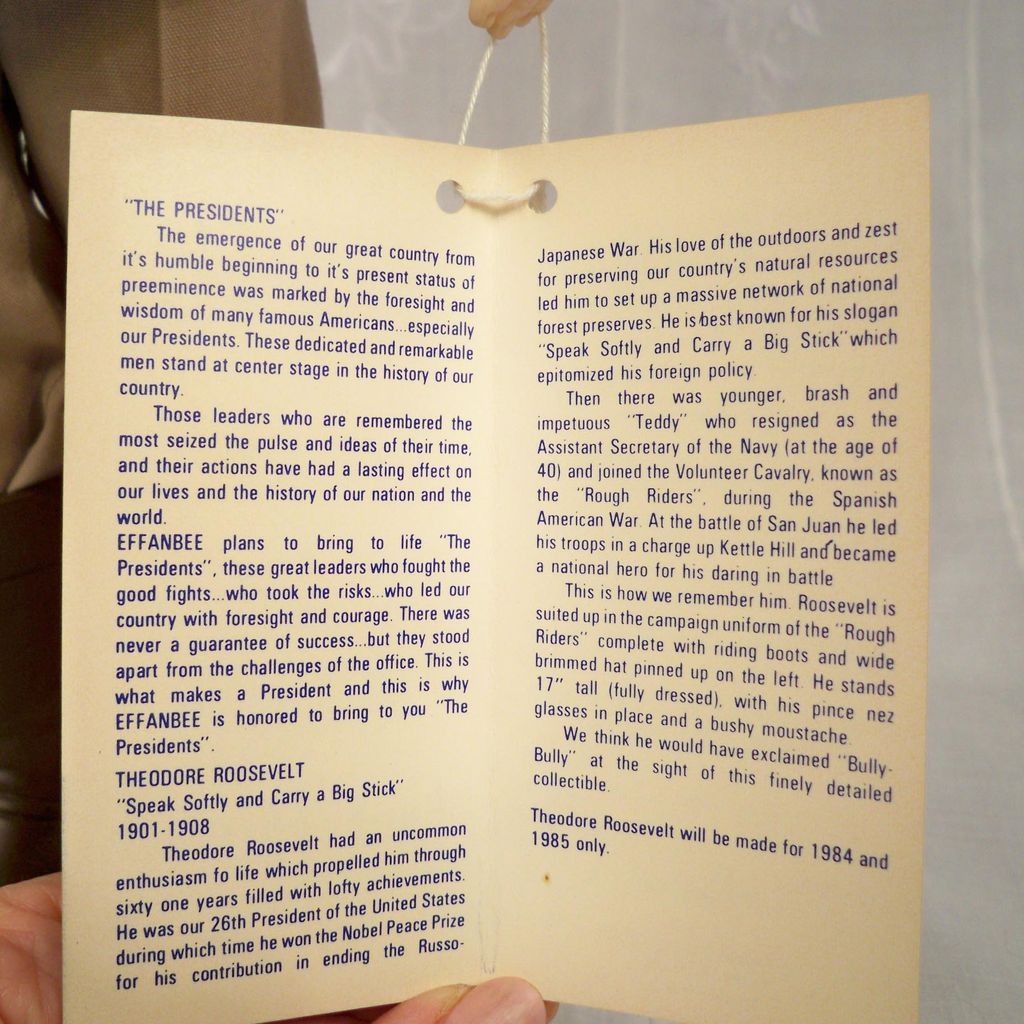 "THE PRESIDENTS"
The emergence of our great country from
it's humble beginning to it's present status of
preeminence was marked by the foresight and
wisdom of many famous Americans...especially
our Presidents. These dedicated and remarkable
men stand at center stage in the history of our
country.
Those leaders who are remembered the
most seized the pulse and ideas of their time,
and their actions have had a lasting effect on
our lives and the history of our nation and the
world.
EFFANBEE plans to bring to life "The
Presidents", these great leaders who fought the
good fights...who took the risks...who led our
country with foresight and courage. There was
never a guarantee of success...but they stood
apart from the challenges of the office. This is
what makes a President and this is why
EFFANBEE is honored to bring to you "The
Presidents".
THEODORE ROOSEVELT
"Speak Softly and Carry a Big Stick"
1901-1908
Theodore Roosevelt had an uncommon
enthusiasm fo life which propelled him through
sixty one years filled with lofty achievements.
He was our 26th President of the United States
during which time he won the Nobel Peace Prize
for his contribution in ending the Russo-
Japanese War. His love of the outdoors and zest
for preserving our country's natural resources
led him to set up a massive network of national
forest preserves. He is best known for his slogan
"Speak Softly and Carry a Big Stick" which
epitomized his foreign policy.
Then there was younger, brash and
impetuous "Teddy" who resigned as the
Assistant Secretary of the Navy (at the age of
40) and joined the Volunteer Cavalry, known as
the "Rough Riders", during the Spanish
American War. At the battle of San Juan he led
his troops in a charge up Kettle Hill and became
a national hero for his daring in battle
This is how we remember him. Roosevelt is
suited up in the campaign uniform of the "Rough
Riders" complete with riding boots and wide
brimmed hat pinned up on the left. He stands
17" tall (fully dressed), with his pince nez
glasses in place and a bushy moustache.
We think he would have exclaimed "Bully-
Bully" at the sight of this finely detailed
collectible.
Theodore Roosevelt will be made for 1984 and
1985 only.